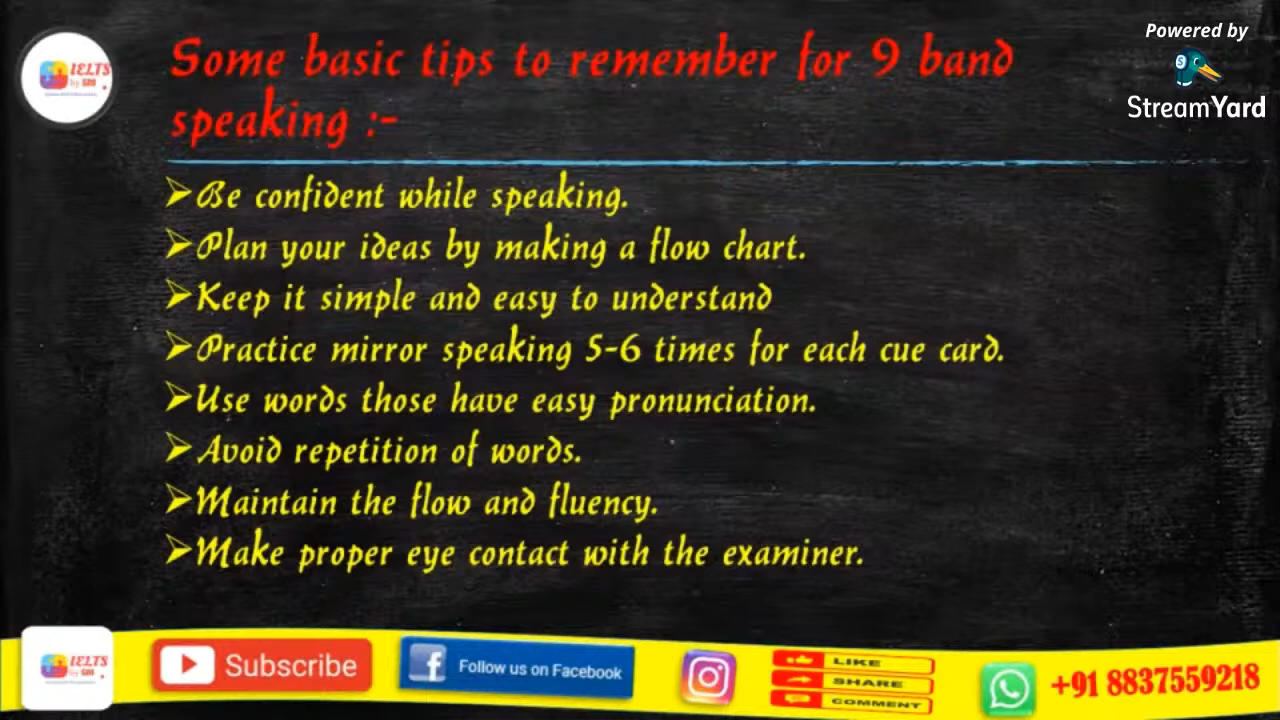 IELTS
Some basic tips to remember for 9 band
speaking :-
Powered by
StreamYard
Be confident while speaking.
Plan your ideas by making a flow chart.
Keep it simple and easy to understand
Practice mirror speaking 5-6 times for each cue card.
Use words those have easy pronunciation.
Avoid repetition of words.
Maintain the flow and fluency.
Make proper eye contact with the examiner.
IELTS
Subscribe
Follow us on Facebook
LIKE
SHARE
COMMENT
+91 8837559218